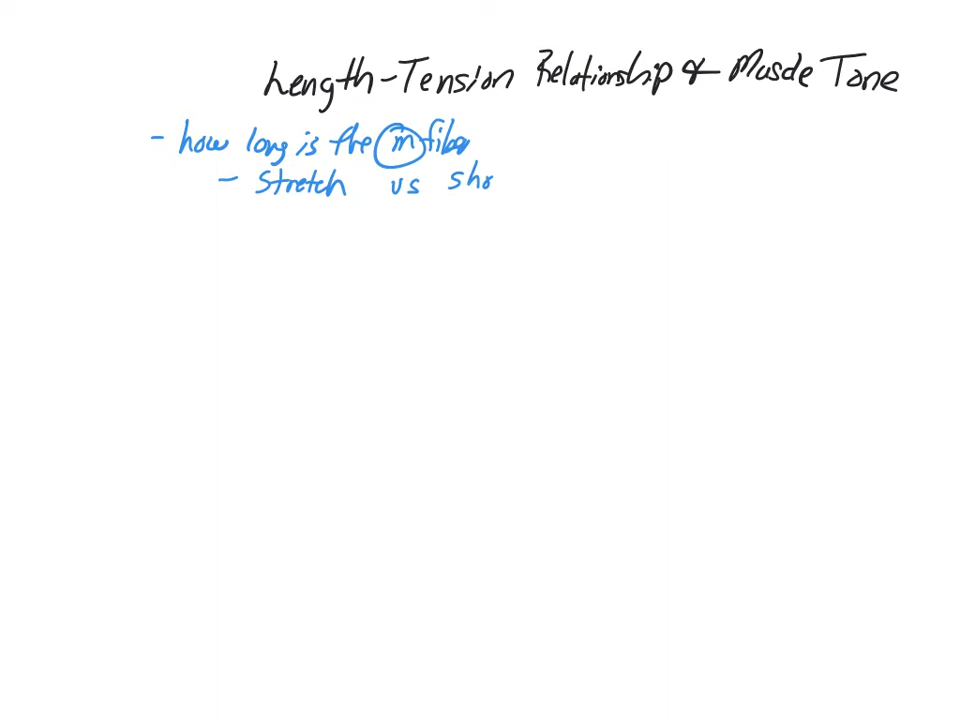 Length-Tension Relationship & Muscle Tone
- how long is the m fiber
- stretch vs sho